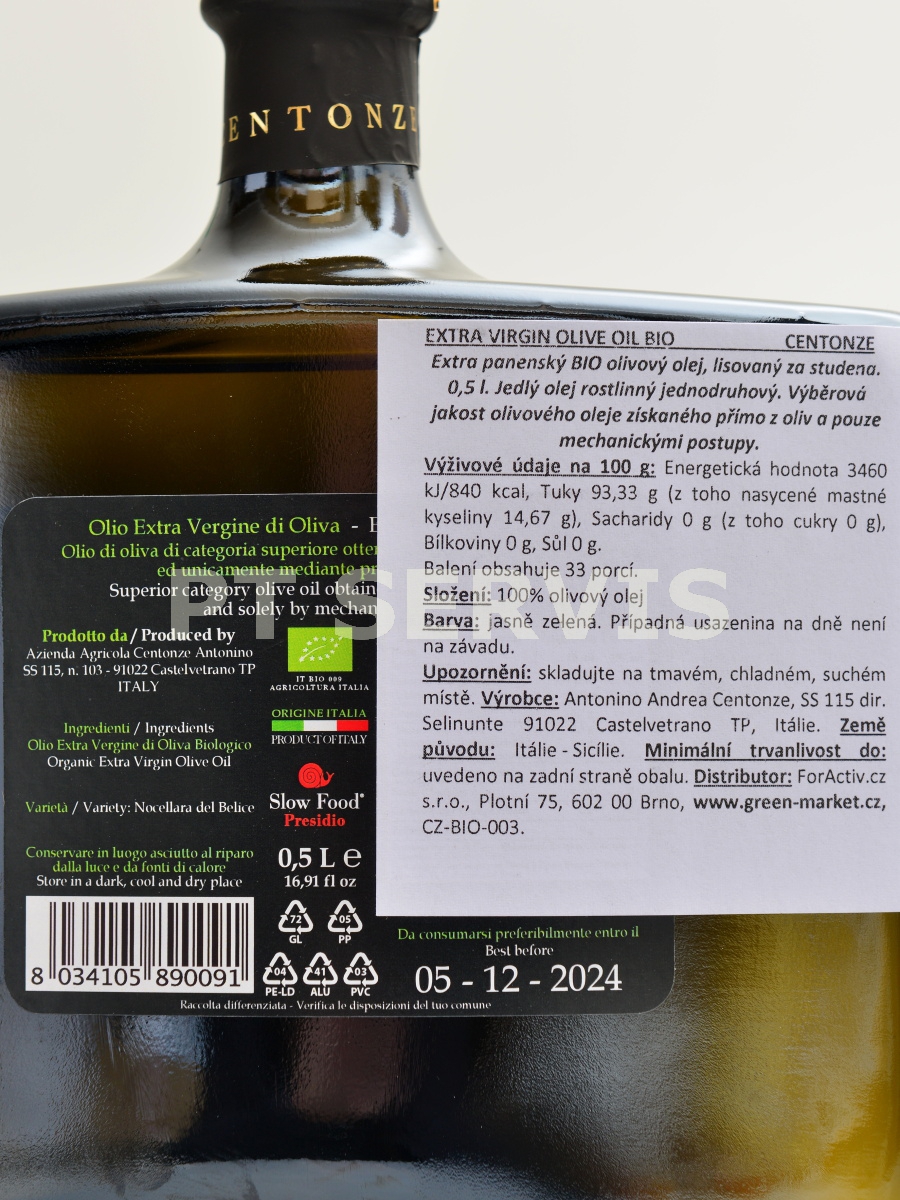 ENTONZE
EXTRA VIRGIN OLIVE OIL BIO CENTONZE
Extra panenský BIO olivový olej, lisovaný za studena.
0,5 l. Jedlý olej rostlinný jednodruhový. Výběrová
jakost olivového oleje získaného přímo z oliv a pouze
mechanickými postupy.
Výživové údaje na 100 g: Energetická hodnota 3460
kJ/840 kcal, Tuky 93,33 g (z toho nasycené mastné
kyseliny 14,67 g), Sacharidy 0 g (z toho cukry 0 g),
Bílkoviny 0 g, Sůl 0 g.
Balení obsahuje 33 porcí.
Složení: 100% olivový olej
Barva: jasně zelená. Případná usazenina na dně není
na závadu.
Upozornění: skladujte na tmavém, chladném, suchém
místě. Výrobce: Antonino Andrea Centonze, SS 115 dir.
Selinunte 91022 Castelvetrano TP, Itálie. Země
původu: Itálie - Sicílie. Minimální trvanlivost do:
uvedeno na zadní straně obalu. Distributor: ForActiv.cz
s.r.o., Plotní 75, 602 00 Brno, www.green-market.cz,
CZ-BIO-003.
Olio Extra Vergine di Oliva -
Olio di oliva di categoria superiore
ed unicamente mediante
Superior category olive oil
and solely by
PT SERVIS
Prodotto da / Produced by
Azienda Agricola Centonze Antonino
SS 115, n. 103 - 91022 Castelvetrano TP
ITALY
Ingredienti / Ingredients
Olio Extra Vergine di Oliva Biologico
Organic Extra Virgin Olive Oil
Varietà / Variety: Nocellara del Belice
Conservare in luogo asciutto al riparo
dalla luce e da fonti di calore
Store in a dark, cool and dry place
8 034105 890091
IT BIO 009
AGRICOLTURA ITALIA
ORIGINE ITALIA
PRODUCT OF ITALY
Slow Food®
Presidio
0,5 L e
16,91 fl oz
72 05
GL PP
04 41 03
PE-LD ALU PVC
Da consumarsi preferibilmente entro il
Best before
05 - 12 - 2024
Raccolta differenziata - Verifica le disposizioni del tuo comune